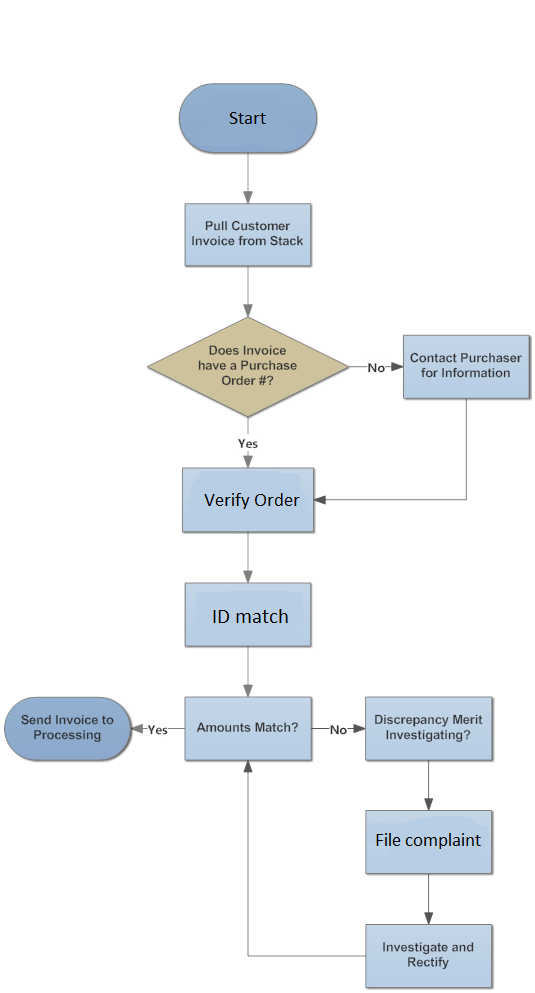 Start
Pull Customer
Invoice from Stack
Does Invoice
have a Purchase
Order #?
No
Contact Purchaser
for Information
Yes
Verify Order
ID match
Send Invoice to
Processing
Yes
Amounts Match?
No
Discrepancy Merit
Investigating?
File complaint
Investigate and
Rectify